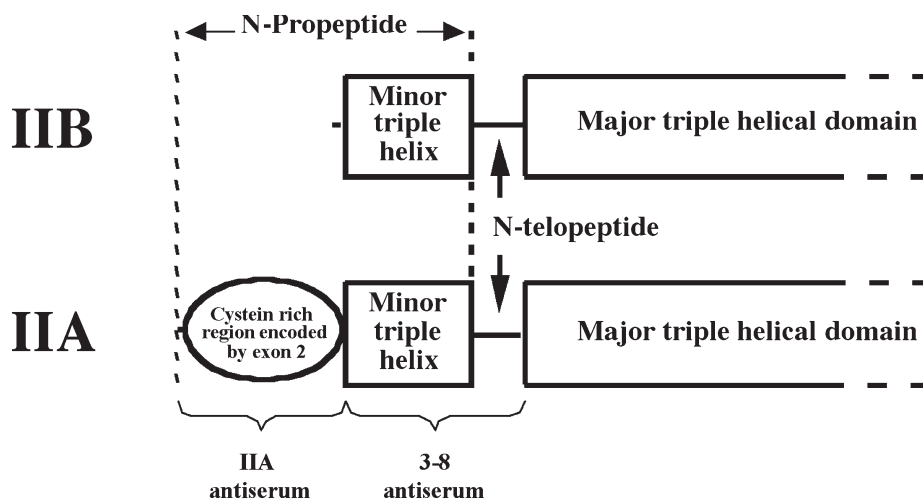 N-Propeptide
IIB
Minor
triple
helix
Major triple helical domain
N-telopeptide
IIA
Cystein rich
region encoded
by exon 2
Minor
triple
helix
Major triple helical domain
IIA
antiserum
3-8
antiserum